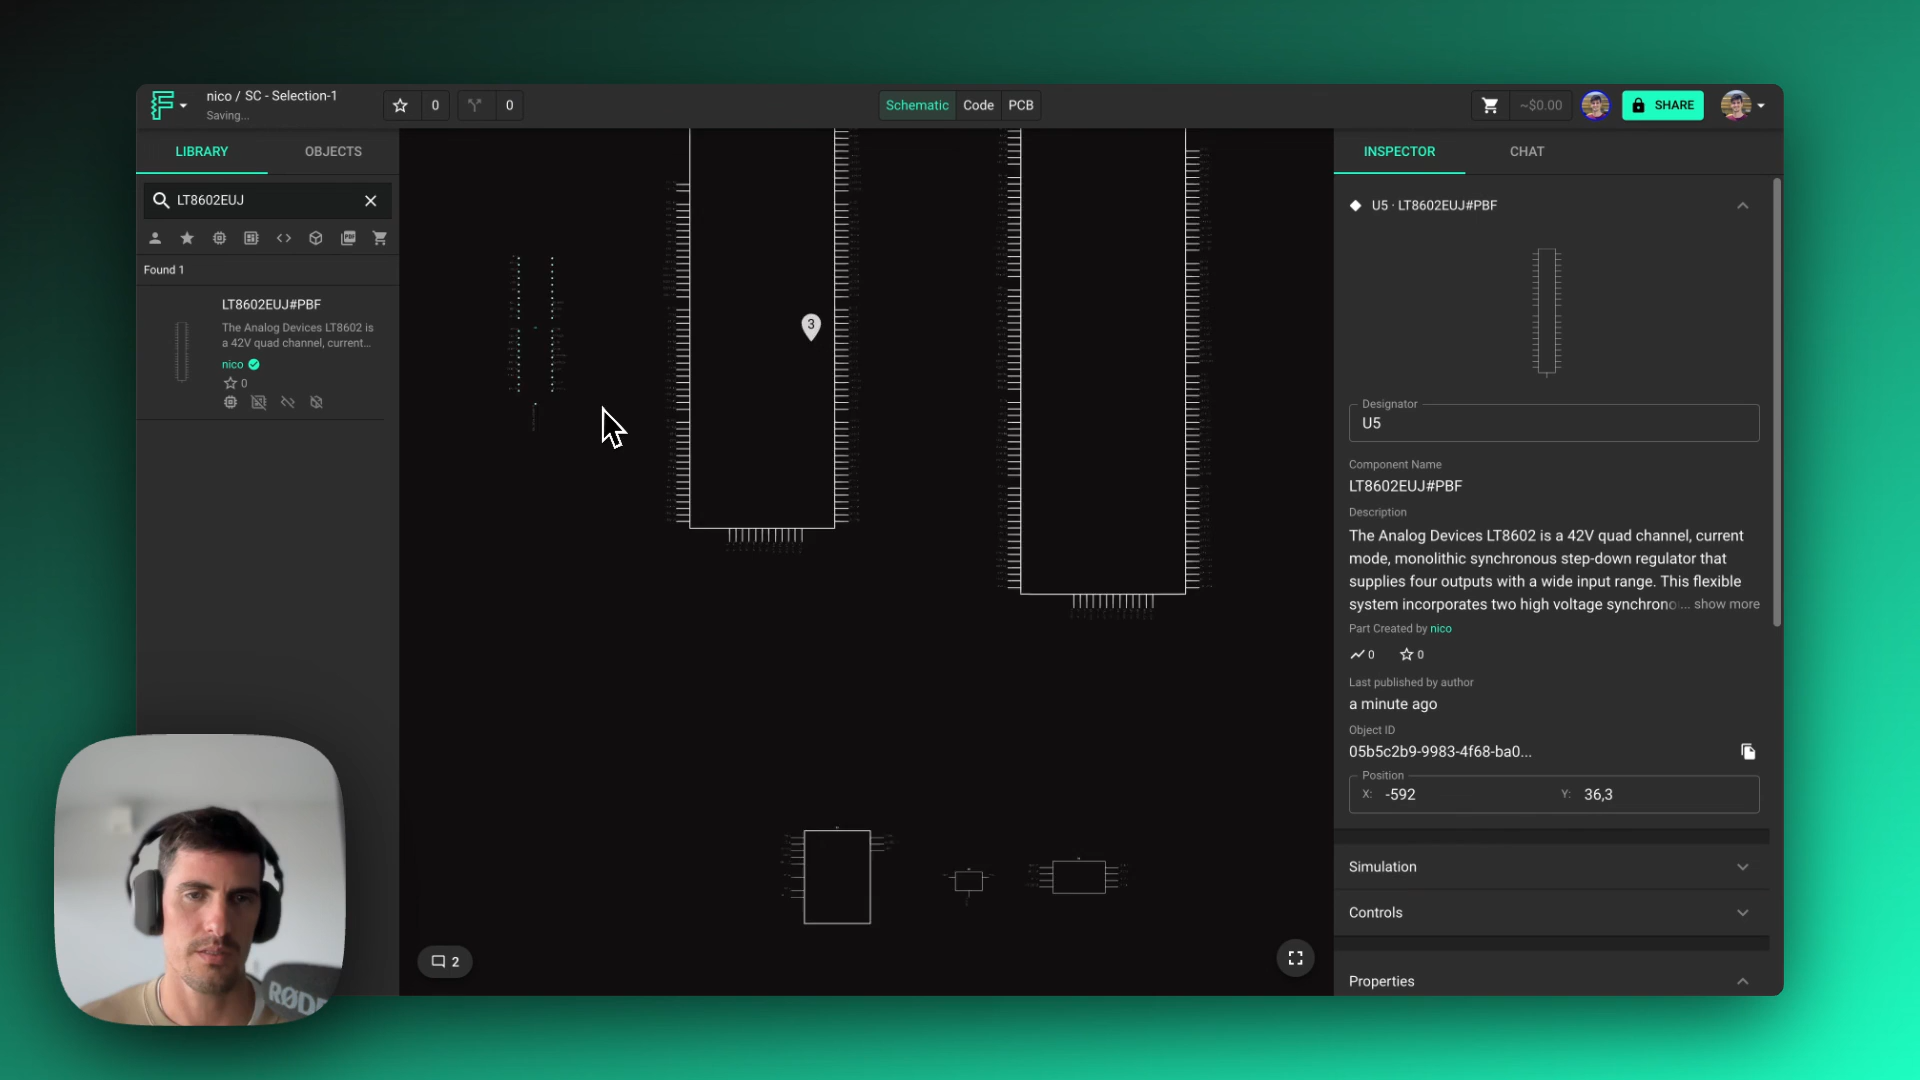 nico / SC - Selection-1
Saving...
0
0
Schematic
Code
PCB
~$0.00
SHARE
LIBRARY
OBJECTS
LT8602EUJ
Found 1
LT8602EUJ#PBF
The Analog Devices LT8602 is
a 42V quad channel, current...
nico
0
3
2
INSPECTOR
CHAT
U5 · LT8602EUJ#PBF
Designator
U5
Component Name
LT8602EUJ#PBF
Description
The Analog Devices LT8602 is a 42V quad channel, current
mode, monolithic synchronous step-down regulator that
supplies four outputs with a wide input range. This flexible
system incorporates two high voltage synchrono... show more
Part Created by nico
0
0
Last published by author
a minute ago
Object ID
05b5c2b9-9983-4f68-ba0...
Position
X: -592
Y: 36,3
Simulation
Controls
Properties
RØDE